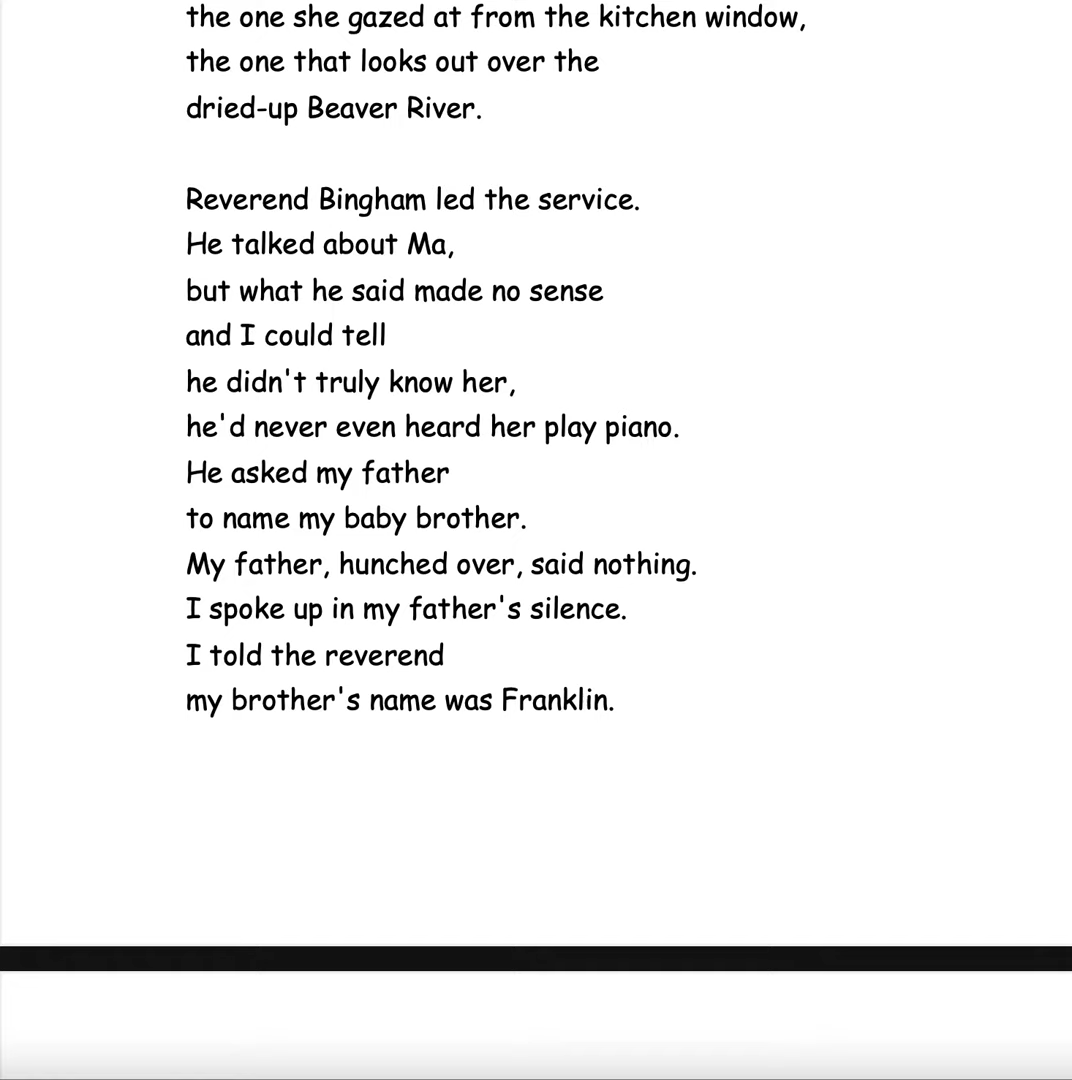 the one she gazed at from the kitchen window,
the one that looks out over the
dried-up Beaver River.
Reverend Bingham led the service.
He talked about Ma,
but what he said made no sense
and I could tell
he didn't truly know her,
he'd never even heard her play piano.
He asked my father
to name my baby brother.
My father, hunched over, said nothing.
I spoke up in my father's silence.
I told the reverend
my brother's name was Franklin.